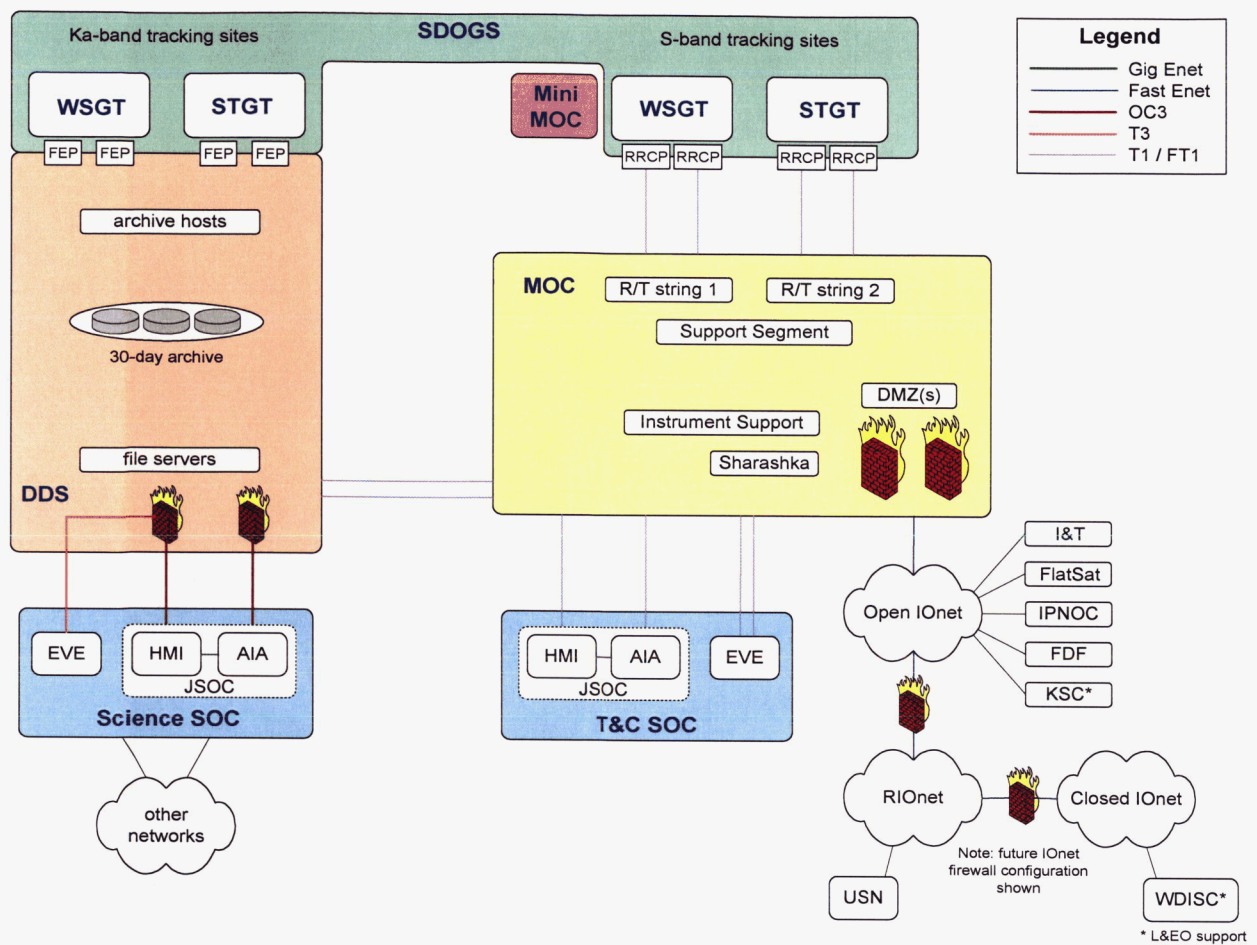 Ka-band tracking sites
SDOGS
S-band tracking sites
WSGT
STGT
Mini
MOC
WSGT
STGT
FEP
FEP
FEP
FEP
RRCP
RRCP
RRCP
RRCP
Legend
Gig Enet
Fast Enet
OC3
T3
T1 / FT1
archive hosts
30-day archive
file servers
DDS
MOC
R/T string 1
R/T string 2
Support Segment
DMZ(s)
Instrument Support
Sharashka
EVE
HMI
AIA
JSOC
Science SOC
other
networks
HMI
AIA
JSOC
EVE
T&C SOC
Open IOnet
I&T
FlatSat
IPNOC
FDF
KSC*
RIOnet
Closed IOnet
Note: future IOnet
firewall configuration
shown
USN
WDISC*
* L&EO support